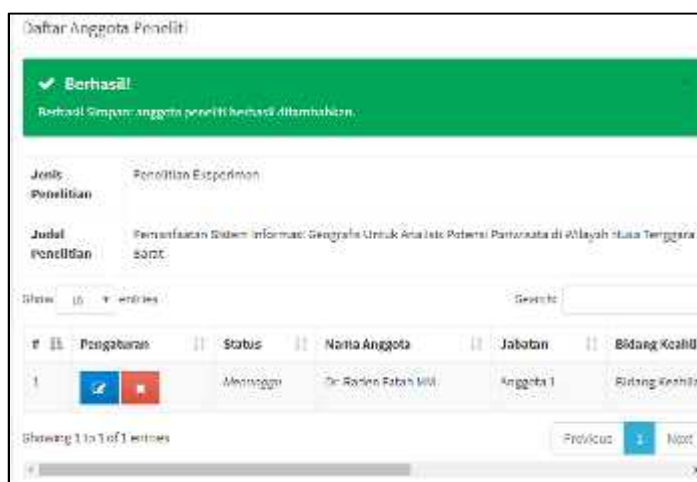 Daftar Anggota Peneliti
Berhasil!
Berhasil Simpan: anggota peneliti berhasil ditambahkan.
Jenis Penelitian
Penelitian Eksperimen
Judul Penelitian
Pemanfaatan Sistem Informasi Geografis Untuk Analisis Potensi Pariwisata di Wilayah Nusa Tenggara
Barat
Show 10 entries
Search:
# Pengaturan Status Nama Anggota Jabatan Bidang Keahli
1 Menunggu Dr. Raden Fatah MM. Anggota 1 Bidang Keahli
Showing 1 to 1 of 1 entries
Previous 1 Next